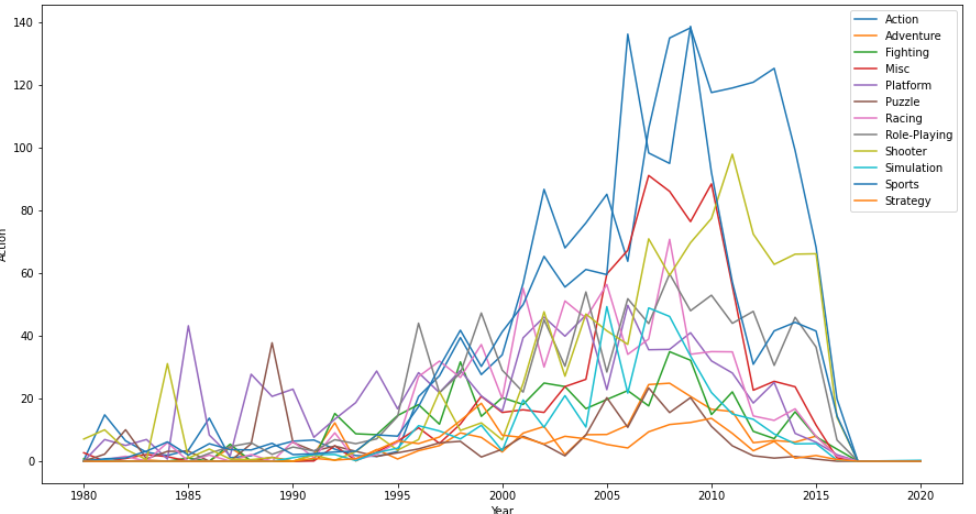 140
120
100
80
60
40
20
0
Action
1980
1985
1990
1995
2000
2005
2010
2015
2020
Year
Action
Adventure
Fighting
Misc
Platform
Puzzle
Racing
Role-Playing
Shooter
Simulation
Sports
Strategy